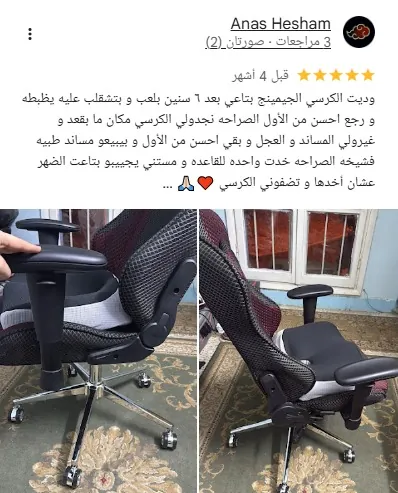 Anas Hesham
3 مراجعات · صورتان (2)
قبل 4 أشهر
وديت الكرسي الجيمينج بتاعي بعد ٦ سنين بلعب و بتشقلب عليه يظبطه
و رجع احسن من الأول الصراحه نجدولي الكرسي مكان ما بقعد و
غيرولي المساند و العجل و بقي احسن من الأول و بيبيعو مساند طبيه
فشيخه الصراحه خدت واحده للقاعده و مستني يجيييبو بتاعت الضهر
عشان أخدها و تضفوني الكرسي ❤️ 🙏🏻 ...